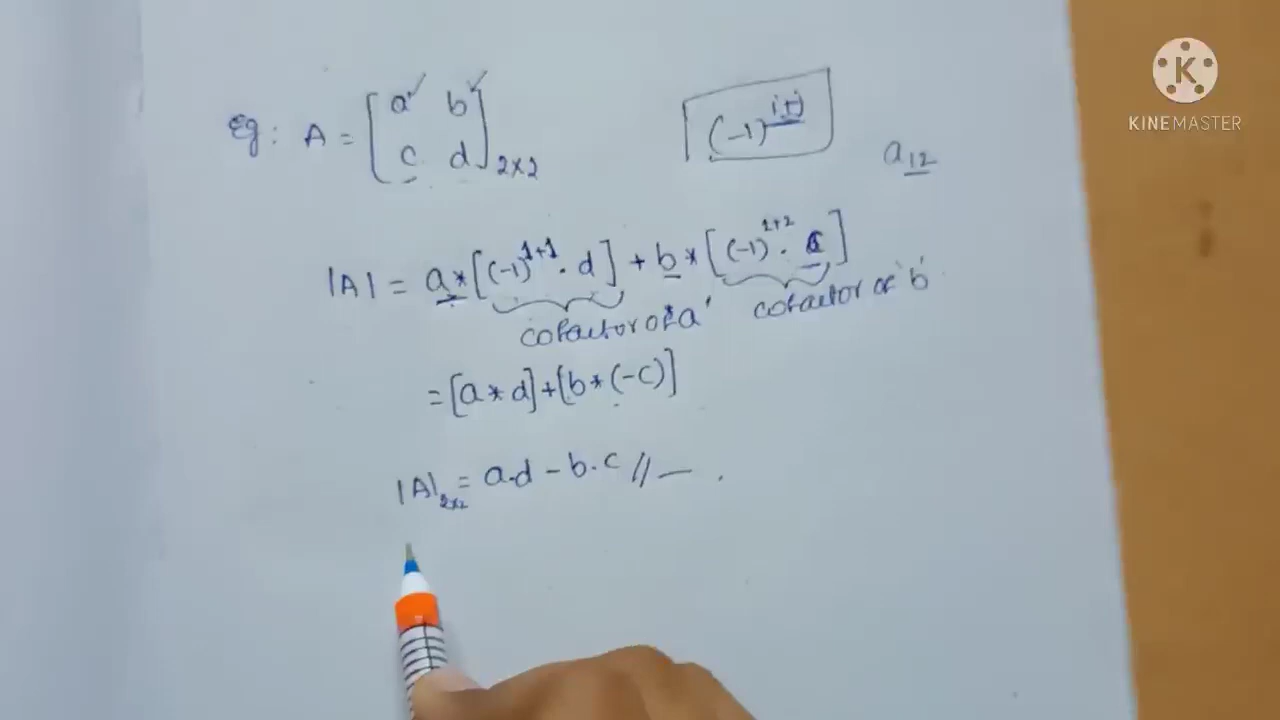 Eg: A = [ a b
c d ]2×2
(-1)^i+j
a12
|A| = a * [(-1)^1+1 . d] + b * [(-1)^1+2 . c]
cofactor of 'a' cofactor of 'b'
= [a * d] + [b * (-c)]
|A|2×2 = a.d - b.c //
K
KINEMASTER